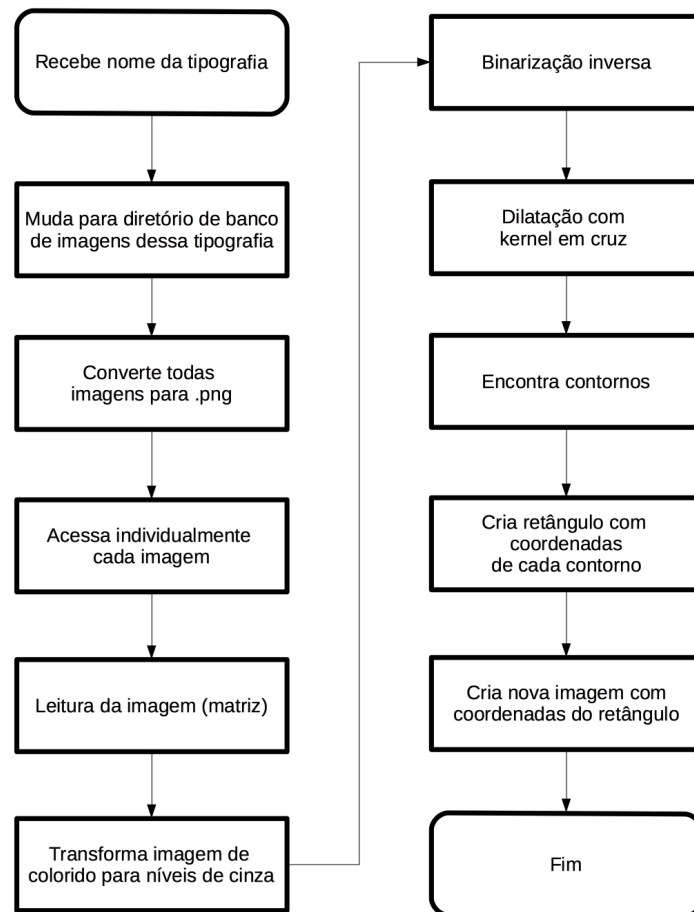 Recebe nome da tipografia
Muda para diretório de banco
de imagens dessa tipografia
Converte todas
imagens para .png
Acessa individualmente
cada imagem
Leitura da imagem (matriz)
Transforma imagem de
colorido para níveis de cinza
Binarização inversa
Dilatação com
kernel em cruz
Encontra contornos
Cria retângulo com
coordenadas
de cada contorno
Cria nova imagem com
coordenadas do retângulo
Fim